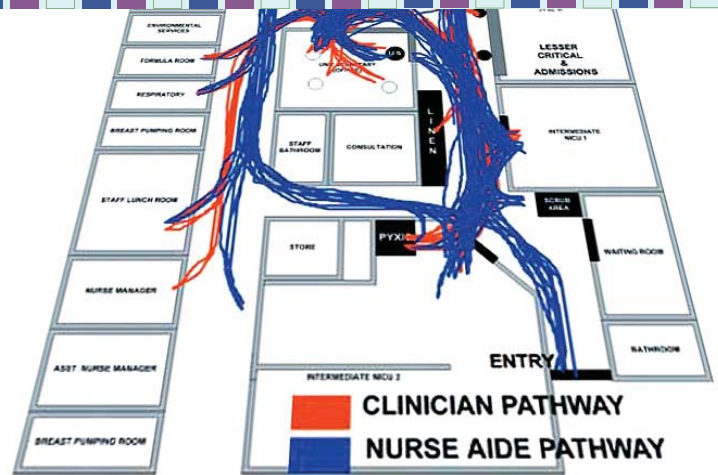 ENVIRONMENTAL
SERVICES
FORMULA ROOM
RESPIRATORY
BREAST PUMPING ROOM
STAFF LUNCH ROOM
NURSE MANAGER
ASST NURSE MANAGER
BREAST PUMPING ROOM
U.S
STAFF
BATHROOM
CONSULTATION
LINEN
STORE
PYXIS
INTERMEDIATE NICU 2
LESSER
CRITICAL
&
ADMISSIONS
INTERMEDIATE
NICU 1
SCRUB
AREA
WAITING ROOM
BATHROOM
ENTRY
CLINICIAN PATHWAY
NURSE AIDE PATHWAY